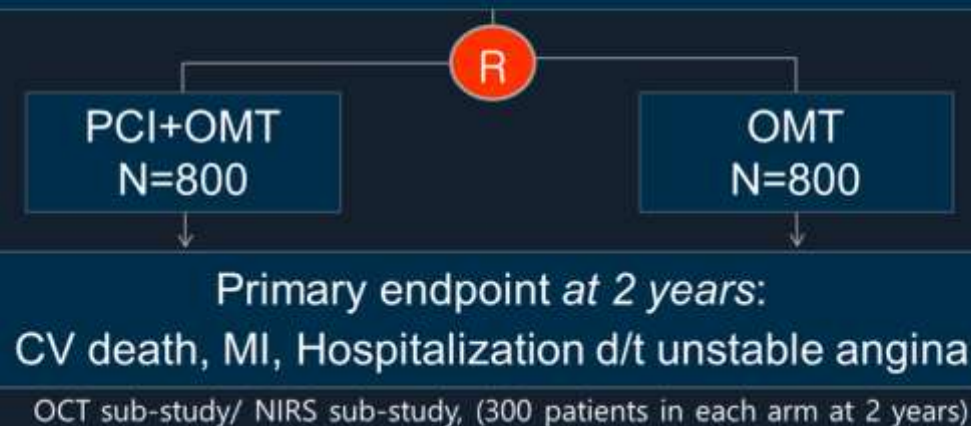 R
PCI+OMT
N=800
OMT
N=800
Primary endpoint at 2 years:
CV death, MI, Hospitalization d/t unstable angina
OCT sub-study/ NIRS sub-study, (300 patients in each arm at 2 years)